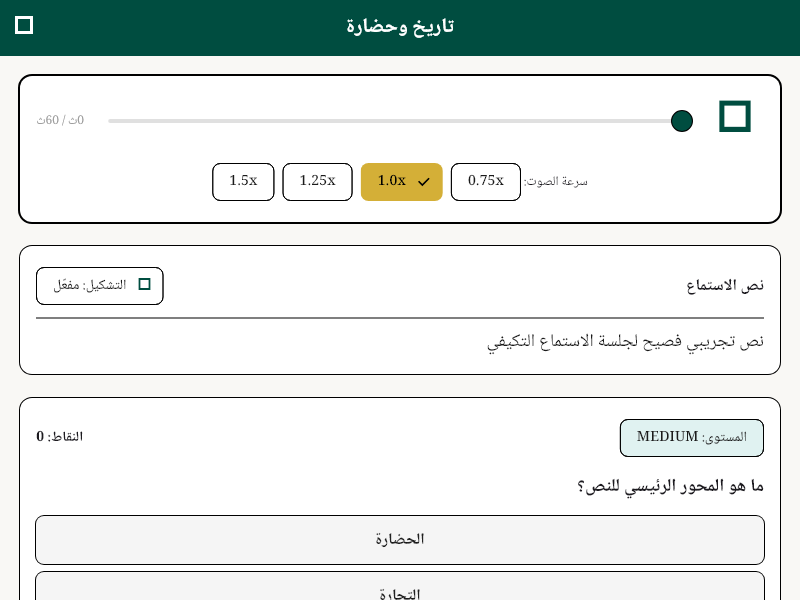 تاريخ وحضارة
0ث / 60ث
سرعة الصوت: 0.75x 1.0x 1.25x 1.5x
نص الاستماع
التشكيل: مفعّل
نص تجريبي فصيح لجلسة الاستماع التكيفي
المستوى: MEDIUM
النقاط: 0
ما هو المحور الرئيسي للنص؟
الحضارة
التجارة